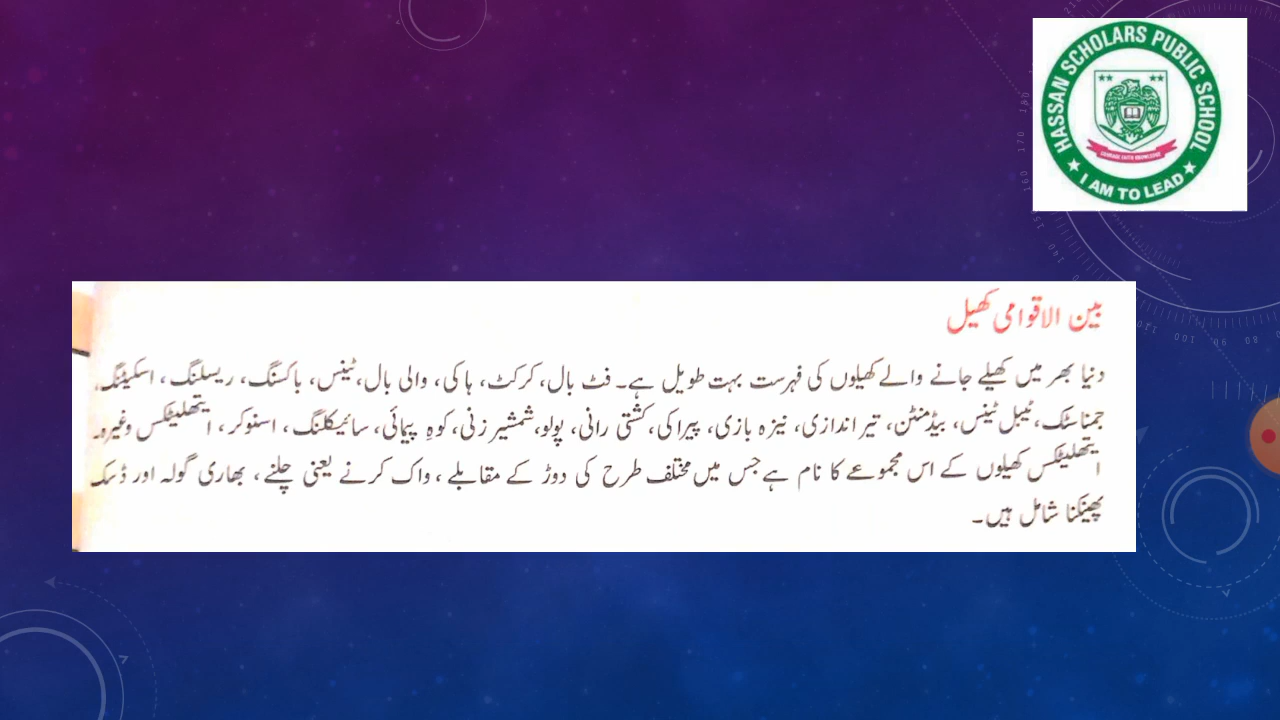 HASSAN SCHOLARS PUBLIC SCHOOL
I AM TO LEAD
بین الاقوامی کھیل
دنیا بھر میں کھیلے جانے والے کھیلوں کی فہرست بہت طویل ہے۔ فٹ بال، کرکٹ، ہاکی، والی بال، ٹینس، باکسنگ، ریسلنگ، اسکیٹنگ،
جمناسٹک، ٹیبل ٹینس، بیڈمنٹن، تیر اندازی، نیزہ بازی، پیراکی، کشتی رانی، پولو، شمشیر زنی، کوہِ پیمائی، سائیکلنگ، اسنوکر، ایتھلیٹکس وغیرہ۔
ایتھلیٹکس کھیلوں کے اس مجموعے کا نام ہے جس میں مختلف طرح کی دوڑ کے مقابلے، واک کرنے یعنی چلنے، بھاری گولہ اور ڈسک
پھینکنا شامل ہیں۔